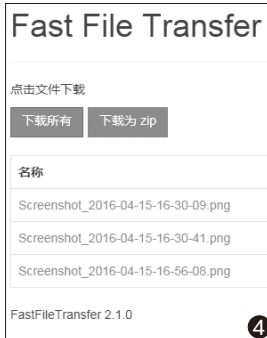 Fast File Transfer
点击文件下载
下载所有 下载为 zip
名称
Screenshot_2016-04-15-16-30-09.png
Screenshot_2016-04-15-16-30-41.png
Screenshot_2016-04-15-16-56-08.png
FastFileTransfer 2.1.0
❹